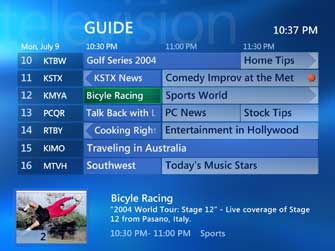 television
GUIDE
10:37 PM
Mon, July 9 10:30 PM 11:00 PM 11:30 PM
10 KTBW Golf Series 2004 Home Tips
11 KSTX KSTX News Comedy Improv at the Met
12 KMYA Bicyle Racing Sports World
13 PCQR Talk Back with L PC News Stock Tips
14 RTBY Cooking Right Entertainment in Hollywood
15 KIMO Traveling in Australia
16 MTVH Southwest Today's Music Stars
2
Bicyle Racing
"2004 World Tour: Stage 12" - Live coverage of Stage
12 from Pasano, Italy.
10:30 PM- 11:00 PM Sports